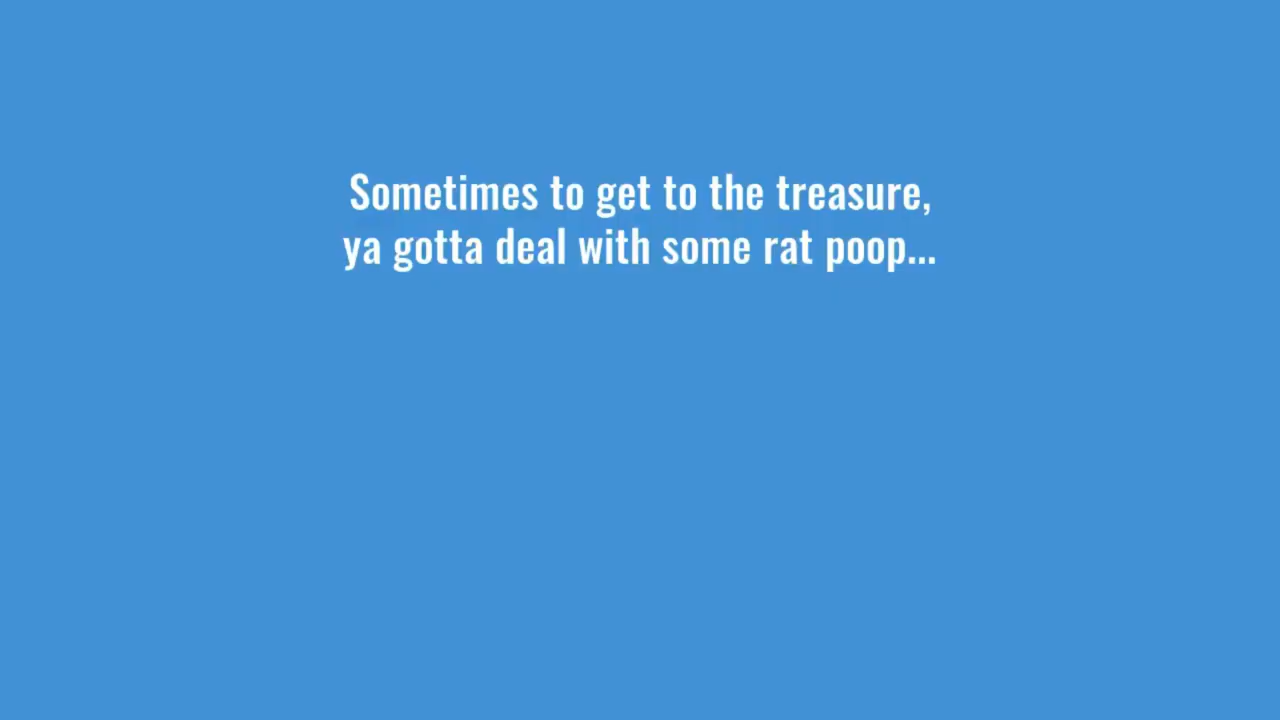 Sometimes to get to the treasure,
ya gotta deal with some rat poop...